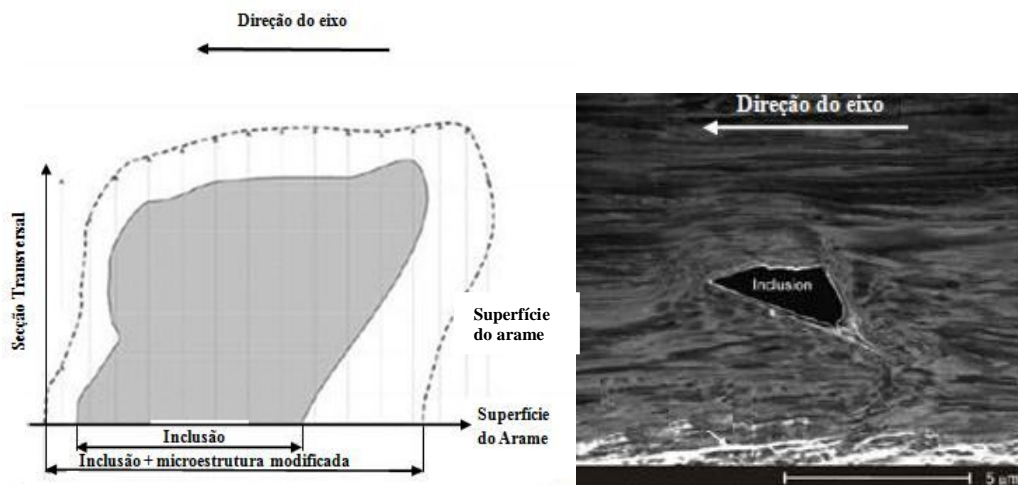 Direção do eixo
Secção Transversal
Superfície
do arame
Superfície
do Arame
Inclusão
Inclusão + microestrutura modificada
Direção do eixo
Inclusion
5 µm